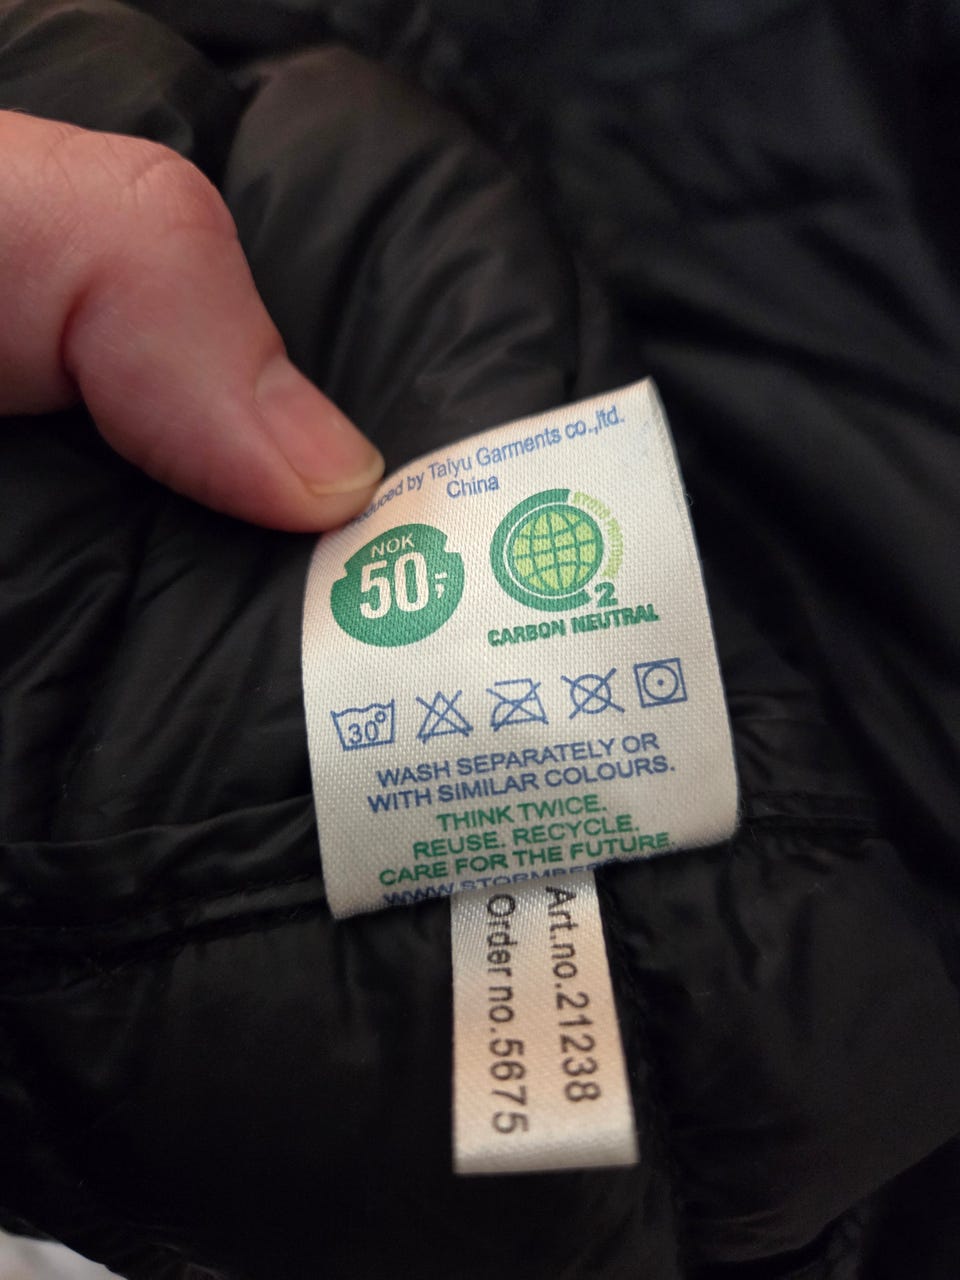 by Taiyu Garments co.,ltd.
China
NOK
50,-
2
CARBON NEUTRAL
30°
WASH SEPARATELY OR
WITH SIMILAR COLOURS.
THINK TWICE.
REUSE. RECYCLE.
CARE FOR THE FUTURE.
Art.no.21238
Order no.5675